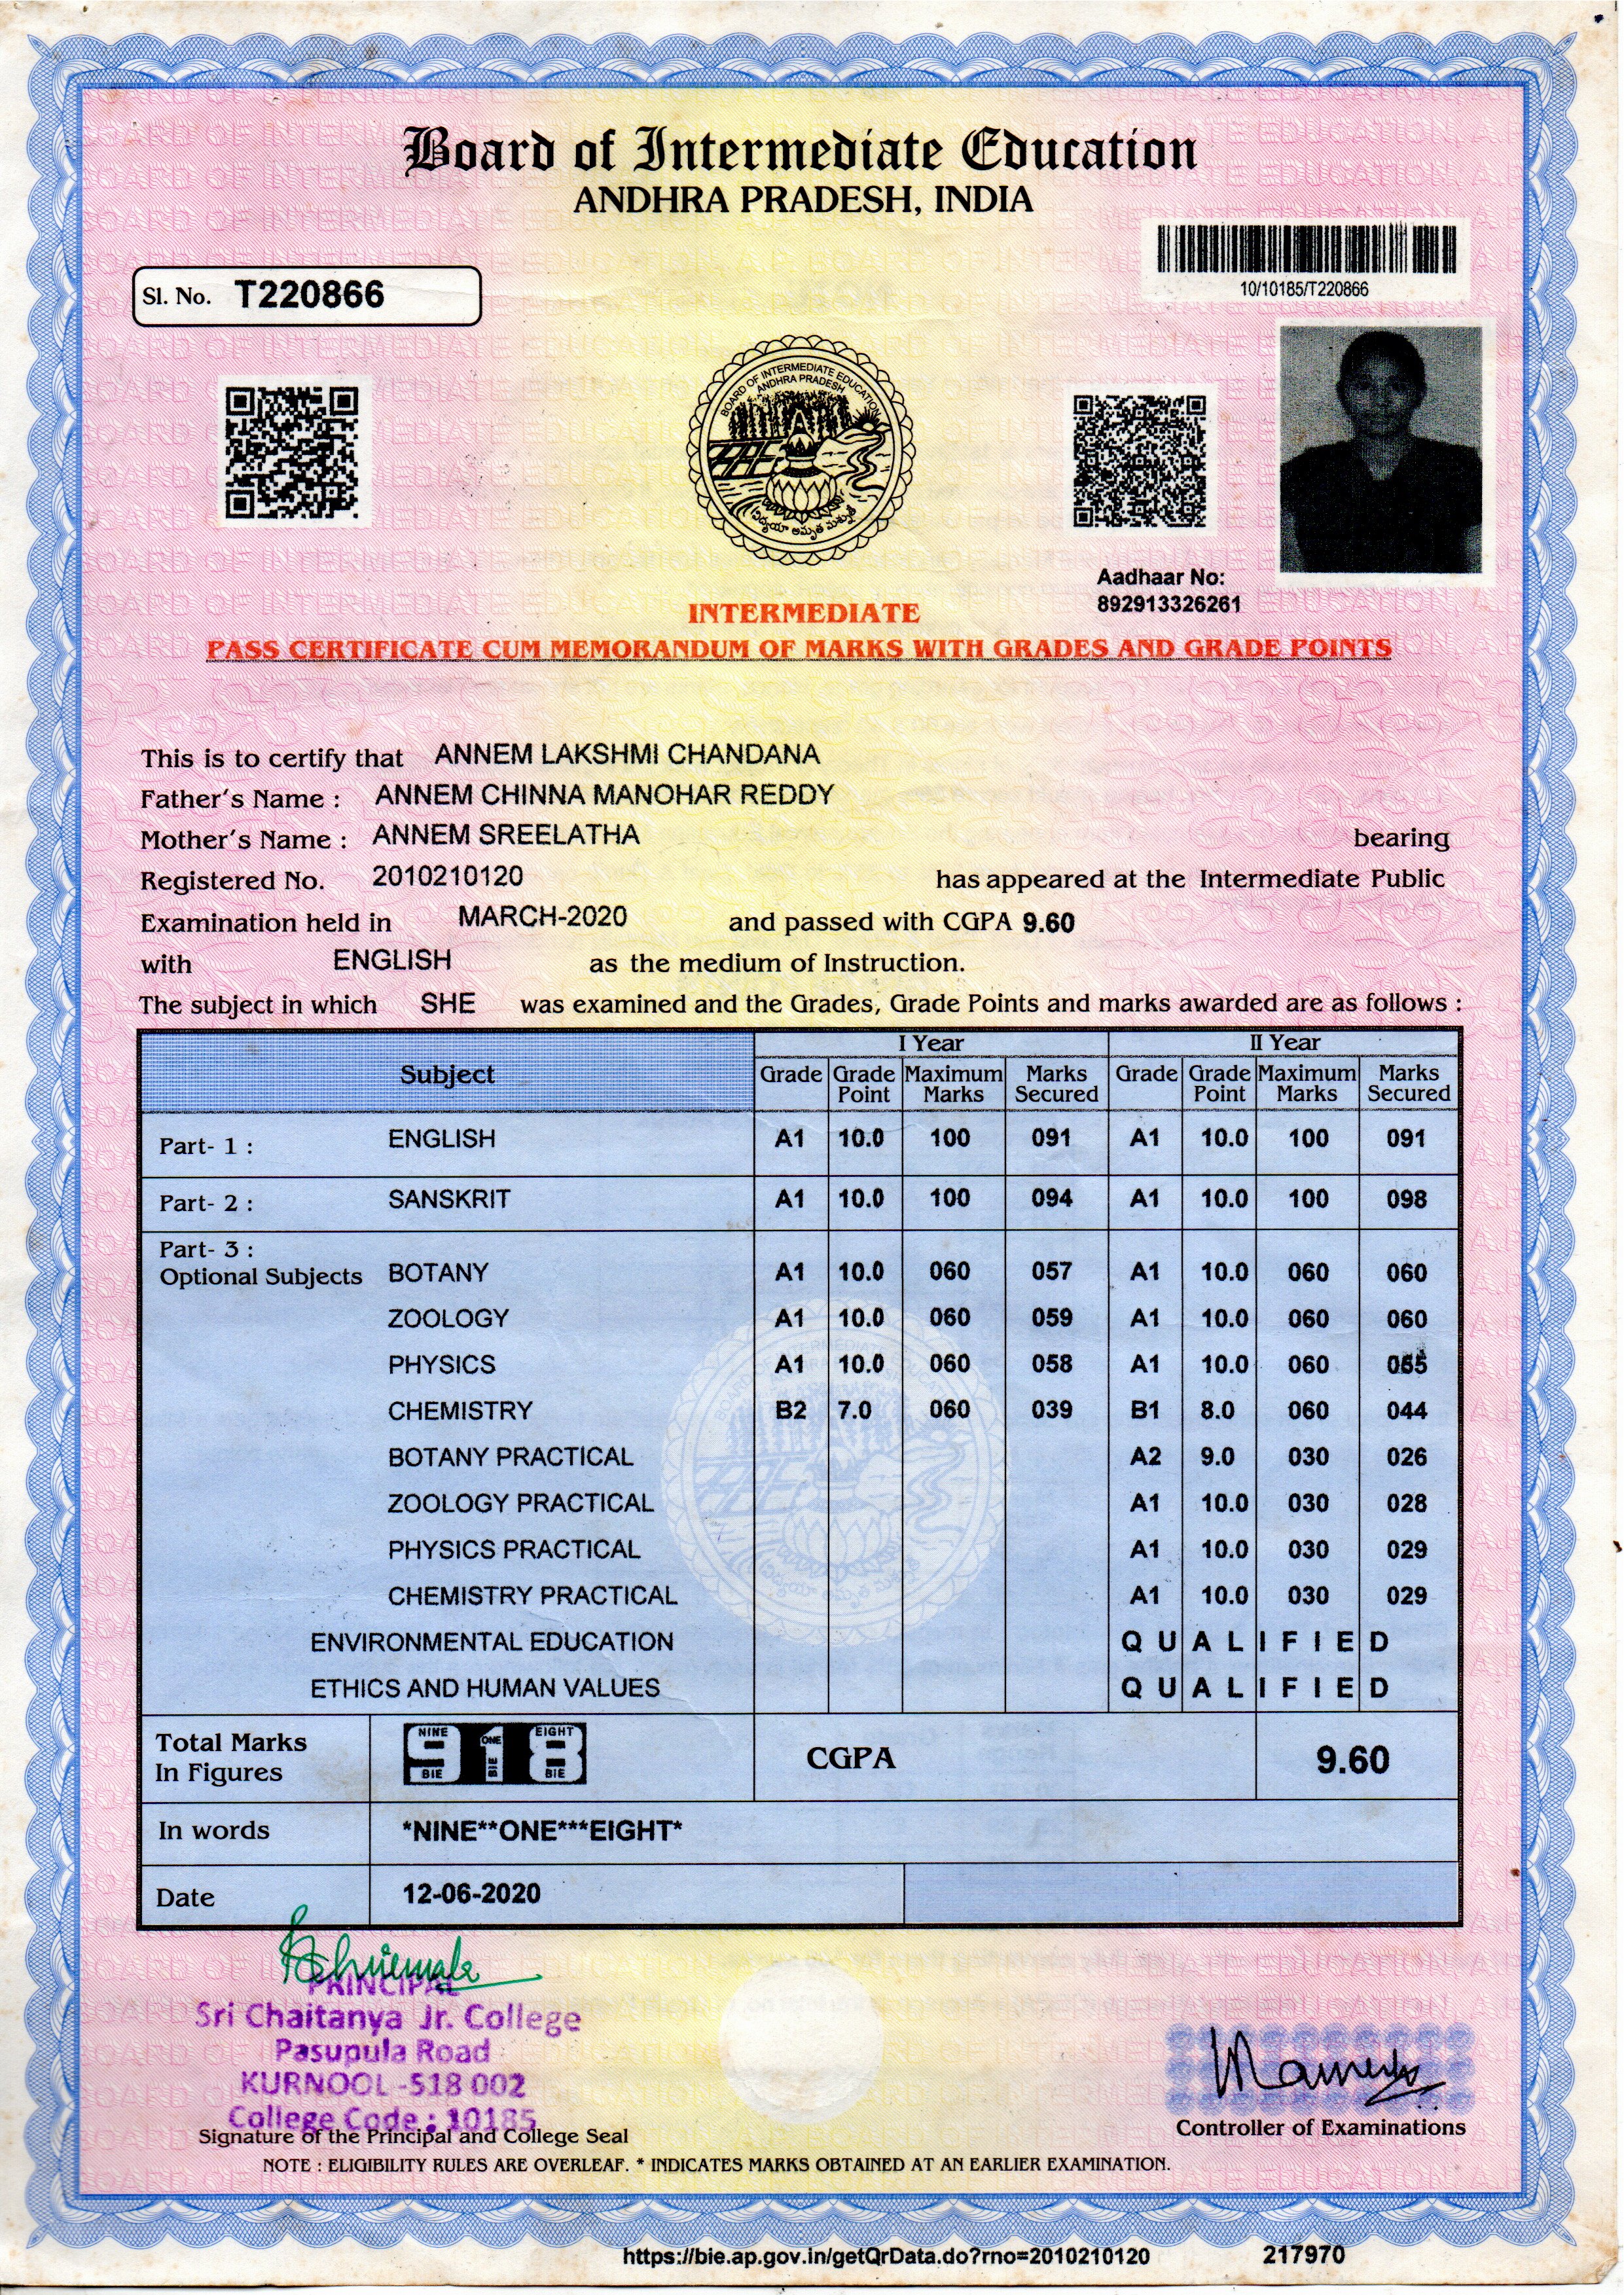 Board of Intermediate Education
ANDHRA PRADESH, INDIA
Sl. No. T220866
10/10185/T220866
BOARD OF INTERMEDIATE EDUCATION
ANDHRA PRADESH
Aadhaar No:
892913326261
INTERMEDIATE
PASS CERTIFICATE CUM MEMORANDUM OF MARKS WITH GRADES AND GRADE POINTS
This is to certify that ANNEM LAKSHMI CHANDANA
Father's Name : ANNEM CHINNA MANOHAR REDDY
Mother's Name : ANNEM SREELATHA bearing
Registered No. 2010210120 has appeared at the Intermediate Public
Examination held in MARCH-2020 and passed with CGPA 9.60
with ENGLISH as the medium of Instruction.
The subject in which SHE was examined and the Grades, Grade Points and marks awarded are as follows :
Subject I Year II Year
Grade Grade Point Maximum Marks Marks Secured Grade Grade Point Maximum Marks Marks Secured
Part- 1 : ENGLISH A1 10.0 100 091 A1 10.0 100 091
Part- 2 : SANSKRIT A1 10.0 100 094 A1 10.0 100 098
Part- 3 :
Optional Subjects BOTANY A1 10.0 060 057 A1 10.0 060 060
ZOOLOGY A1 10.0 060 059 A1 10.0 060 060
PHYSICS A1 10.0 060 058 A1 10.0 060 055
CHEMISTRY B2 7.0 060 039 B1 8.0 060 044
BOTANY PRACTICAL A2 9.0 030 026
ZOOLOGY PRACTICAL A1 10.0 030 028
PHYSICS PRACTICAL A1 10.0 030 029
CHEMISTRY PRACTICAL A1 10.0 030 029
ENVIRONMENTAL EDUCATION QUALIFIED
ETHICS AND HUMAN VALUES QUALIFIED
Total Marks In Figures 918 CGPA 9.60
NINE ONE EIGHT
BIE BIE BIE
In words *NINE**ONE***EIGHT*
Date 12-06-2020
PRINCIPAL
Sri Chaitanya Jr. College
Pasupula Road
KURNOOL -518 002
College Code : 10185
Signature of the Principal and College Seal
Controller of Examinations
NOTE : ELIGIBILITY RULES ARE OVERLEAF. * INDICATES MARKS OBTAINED AT AN EARLIER EXAMINATION.
https://bie.ap.gov.in/getQrData.do?rno=2010210120 217970